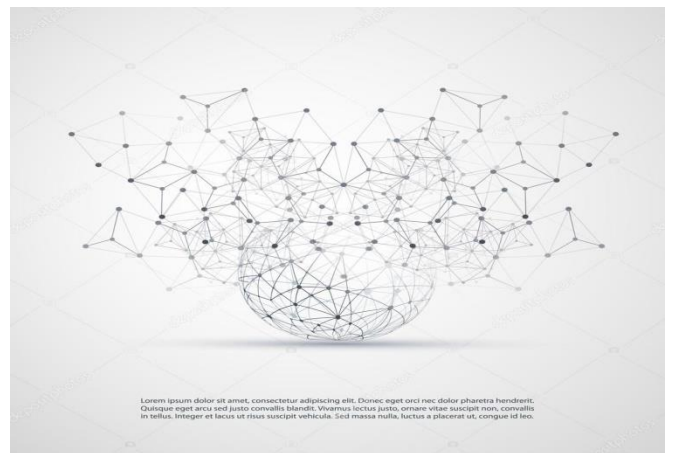 Lorem ipsum dolor sit amet, consectetur adipiscing elit. Donec eget orci nec dolor pharetra hendrerit.
Quisque eget arcu sed justo convallis blandit. Vivamus lectus justo, ornare vitae suscipit non, convallis
in tellus. Integer et lacus ut risus suscipit vehicula. Sed massa nulla, luctus a placerat ut, congue id leo.